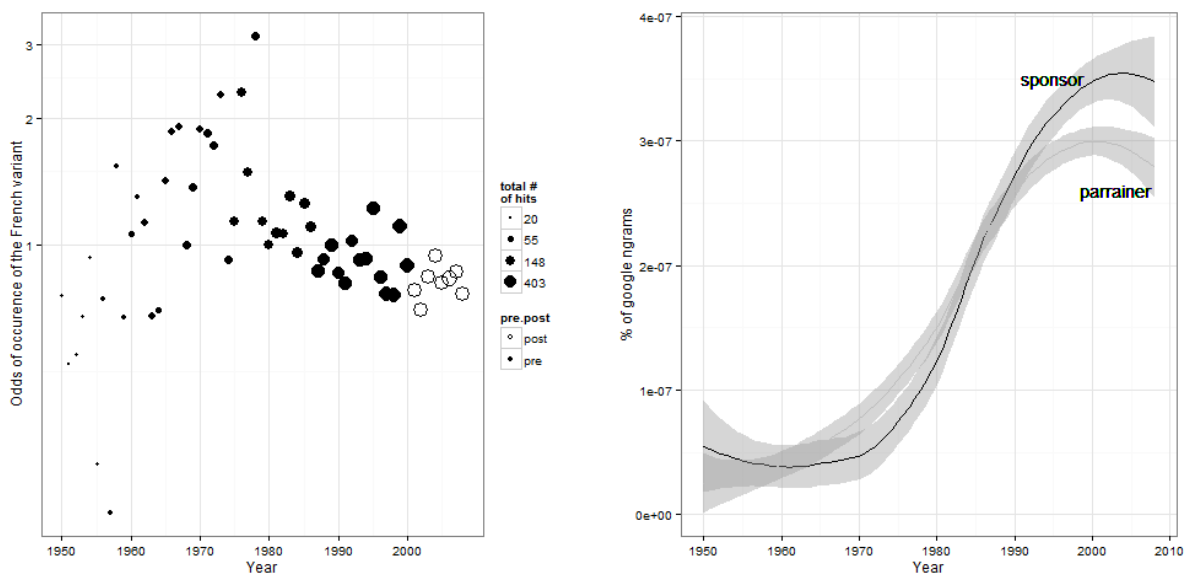 Odds of occurence of the French variant
3
2
1
1950 1960 1970 1980 1990 2000
Year
total #
of hits
20
55
148
403
pre.post
post
pre
% of google ngrams
4e-07
3e-07
2e-07
1e-07
0e+00
sponsor
parrainer
1950 1960 1970 1980 1990 2000 2010
Year